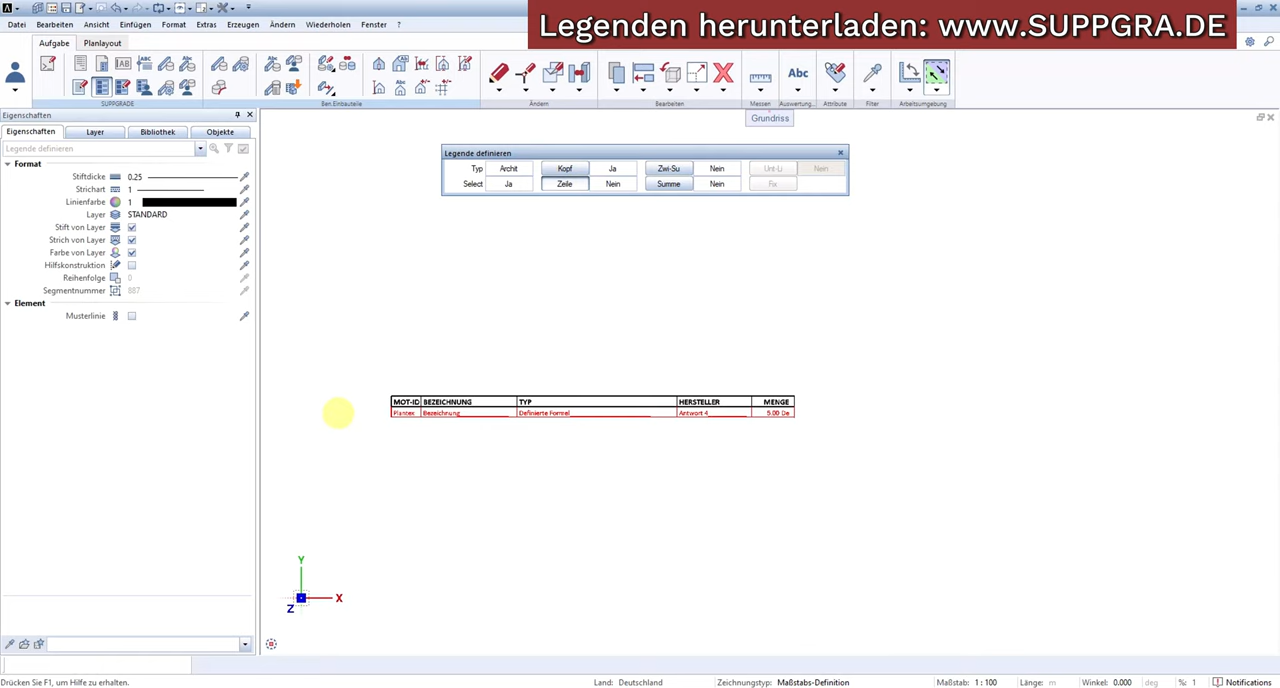 Legenden herunterladen: www.SUPPGRA.DE
Datei Bearbeiten Ansicht Einfügen Format Extras Erzeugen Ändern Wiederholen Fenster ?
Aufgabe Planlayout
Abc
SUPPGRADE Ben.Einbauteile Ändern Bearbeiten Messen Auswertung... Attribute Filter Arbeitsumgebung
Eigenschaften
Grundriss
Eigenschaften Layer Bibliothek Objekte
Legende definieren
Format
Stiftdicke 0.25
Strichart 1
Linienfarbe 1
Layer STANDARD
Stift von Layer
Strich von Layer
Farbe von Layer
Hilfskonstruktion
Reihenfolge 0
Segmentnummer 887
Element
Musterlinie
Legende definieren
Typ Archit Kopf Ja Zwi-Su Nein Unt-Li Nein
Select Ja Zeile Nein Summe Nein Fix
MOT-ID BEZEICHNUNG TYP HERSTELLER MENGE
Plantex Bezeichnung Definierte Formel Antwort 4 5.00 De
Y
X
Z
Drücken Sie F1, um Hilfe zu erhalten. Land: Deutschland Zeichnungstyp: Maßstabs-Definition Maßstab: 1 : 100 Länge: m Winkel: 0.000 deg %: 1 Notifications